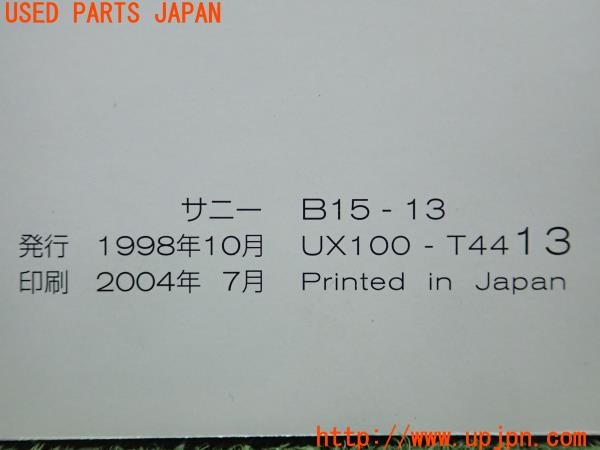 USED PARTS JAPAN
サニー B15 - 13
発行 1998年10月 UX100 - T4413
印刷 2004年 7月 Printed in Japan
http://www.upjpn.com/